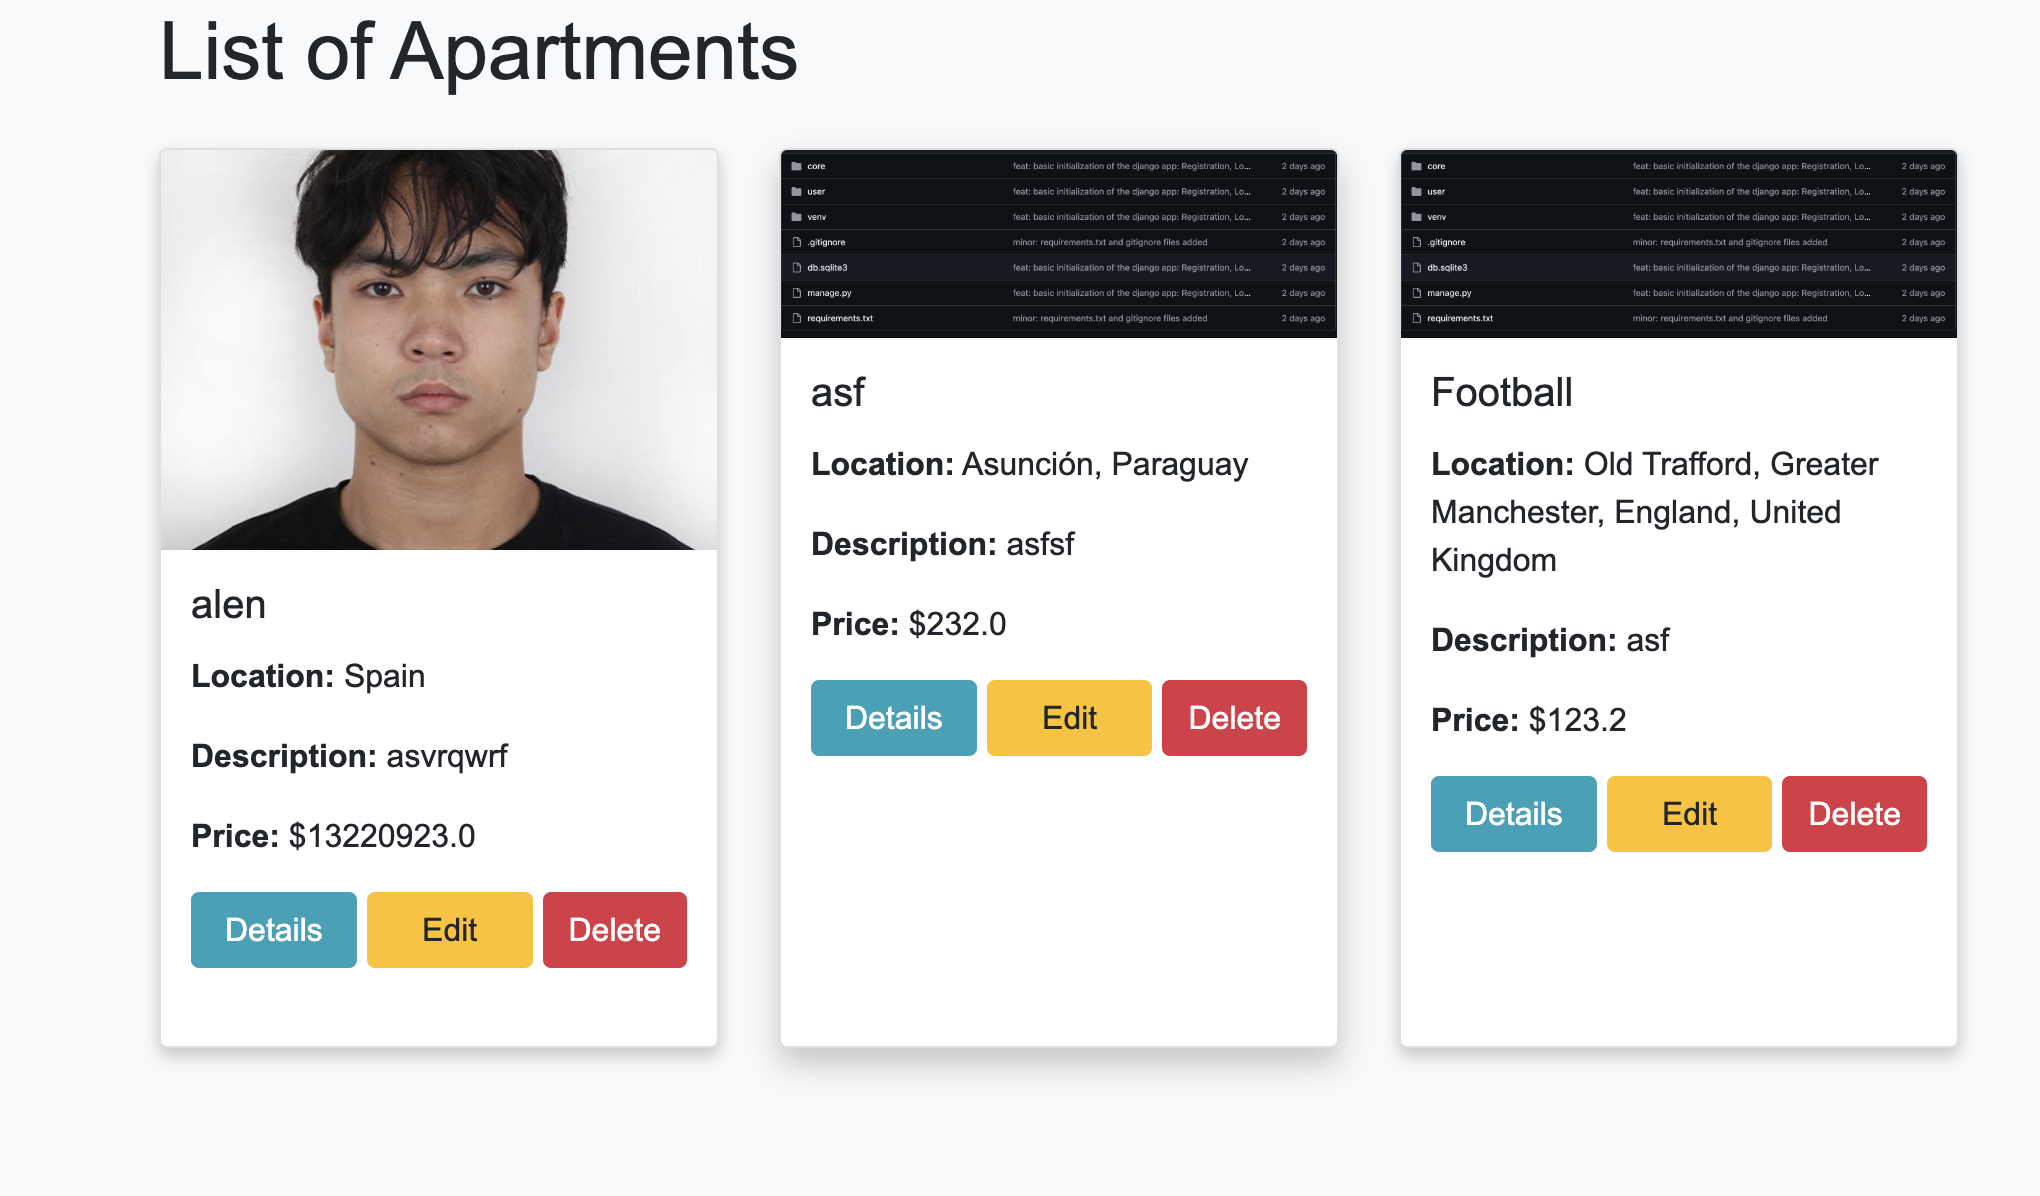 List of Apartments
alen
Location: Spain
Description: asvrqwrf
Price: $13220923.0
Details Edit Delete
core feat: basic initialization of the django app: Registration, Lo... 2 days ago
user feat: basic initialization of the django app: Registration, Lo... 2 days ago
venv feat: basic initialization of the django app: Registration, Lo... 2 days ago
.gitignore minor: requirements.txt and gitignore files added 2 days ago
db.sqlite3 feat: basic initialization of the django app: Registration, Lo... 2 days ago
manage.py feat: basic initialization of the django app: Registration, Lo... 2 days ago
requirements.txt minor: requirements.txt and gitignore files added 2 days ago
asf
Location: Asunción, Paraguay
Description: asfsf
Price: $232.0
Details Edit Delete
core feat: basic initialization of the django app: Registration, Lo... 2 days ago
user feat: basic initialization of the django app: Registration, Lo... 2 days ago
venv feat: basic initialization of the django app: Registration, Lo... 2 days ago
.gitignore minor: requirements.txt and gitignore files added 2 days ago
db.sqlite3 feat: basic initialization of the django app: Registration, Lo... 2 days ago
manage.py feat: basic initialization of the django app: Registration, Lo... 2 days ago
requirements.txt minor: requirements.txt and gitignore files added 2 days ago
Football
Location: Old Trafford, Greater
Manchester, England, United
Kingdom
Description: asf
Price: $123.2
Details Edit Delete